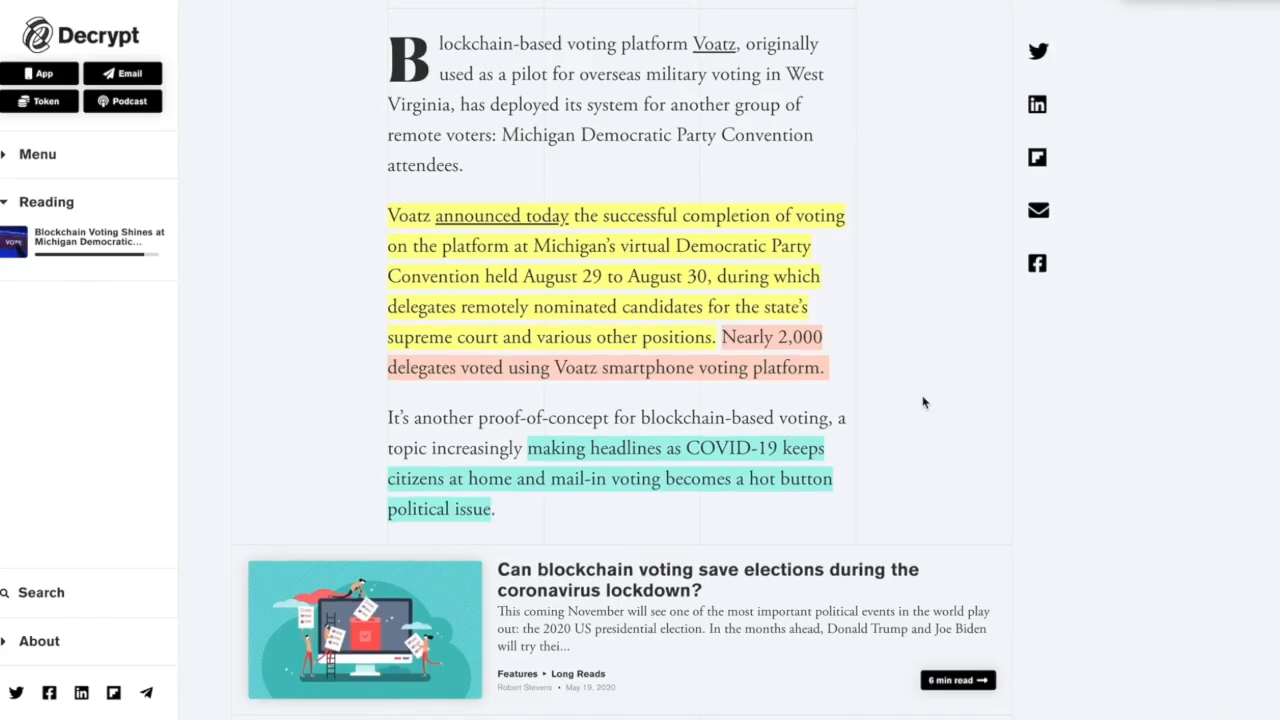 Decrypt
App
Email
Token
Podcast
Menu
Reading
VOTE
Blockchain Voting Shines at
Michigan Democratic...
Search
About
Blockchain-based voting platform Voatz, originally
used as a pilot for overseas military voting in West
Virginia, has deployed its system for another group of
remote voters: Michigan Democratic Party Convention
attendees.
Voatz announced today the successful completion of voting
on the platform at Michigan’s virtual Democratic Party
Convention held August 29 to August 30, during which
delegates remotely nominated candidates for the state’s
supreme court and various other positions. Nearly 2,000
delegates voted using Voatz smartphone voting platform.
It’s another proof-of-concept for blockchain-based voting, a
topic increasingly making headlines as COVID-19 keeps
citizens at home and mail-in voting becomes a hot button
political issue.
Can blockchain voting save elections during the
coronavirus lockdown?
This coming November will see one of the most important political events in the world play
out: the 2020 US presidential election. In the months ahead, Donald Trump and Joe Biden
will try thei...
Features ▸ Long Reads
Robert Stevens • May 19, 2020
6 min read →